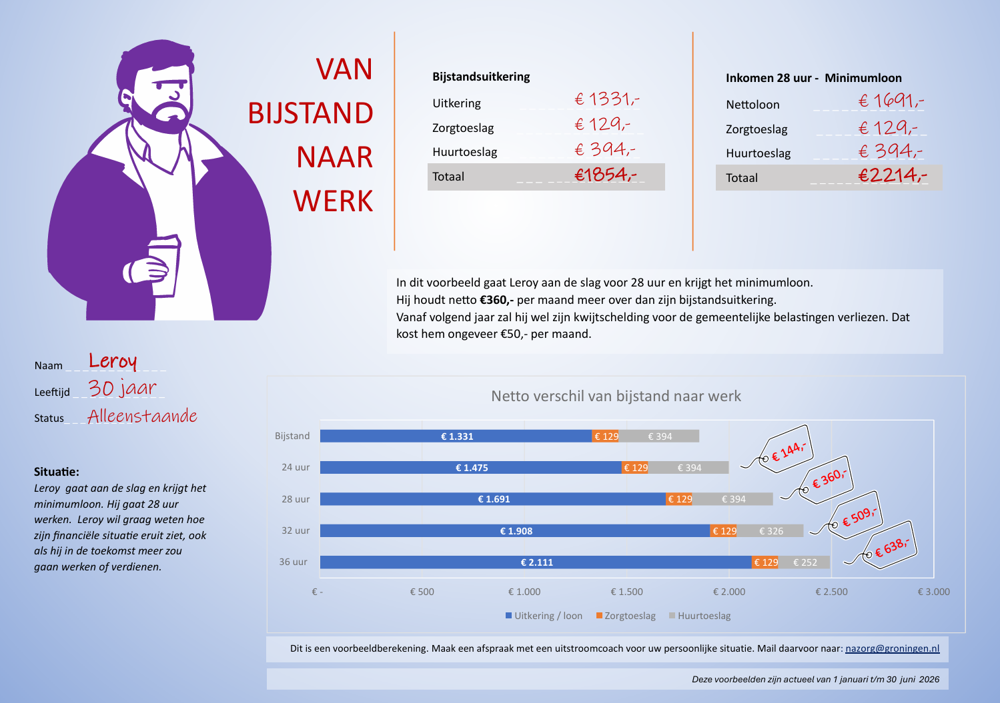 VAN
BIJSTAND
NAAR
WERK
Bijstandsuitkering
Uitkering € 1331,-
Zorgtoeslag € 129,-
Huurtoeslag € 394,-
Totaal €1854,-
Inkomen 28 uur - Minimumloon
Nettoloon € 1691,-
Zorgtoeslag € 129,-
Huurtoeslag € 394,-
Totaal €2214,-
In dit voorbeeld gaat Leroy aan de slag voor 28 uur en krijgt het minimumloon.
Hij houdt netto €360,- per maand meer over dan zijn bijstandsuitkering.
Vanaf volgend jaar zal hij wel zijn kwijtschelding voor de gemeentelijke belastingen verliezen. Dat
kost hem ongeveer €50,- per maand.
Naam Leroy
Leeftijd 30 jaar
Status Alleenstaande
Situatie:
Leroy gaat aan de slag en krijgt het
minimumloon. Hij gaat 28 uur
werken. Leroy wil graag weten hoe
zijn financiële situatie eruit ziet, ook
als hij in de toekomst meer zou
gaan werken of verdienen.
Netto verschil van bijstand naar werk
Bijstand € 1.331 € 129 € 394
€ 144,-
24 uur € 1.475 € 129 € 394
€ 360,-
28 uur € 1.691 € 129 € 394
€ 509,-
32 uur € 1.908 € 129 € 326
€ 638,-
36 uur € 2.111 € 129 € 252
€ - € 500 € 1.000 € 1.500 € 2.000 € 2.500 € 3.000
Uitkering / loon Zorgtoeslag Huurtoeslag
Dit is een voorbeeldberekening. Maak een afspraak met een uitstroomcoach voor uw persoonlijke situatie. Mail daarvoor naar: nazorg@groningen.nl
Deze voorbeelden zijn actueel van 1 januari t/m 30 juni 2026